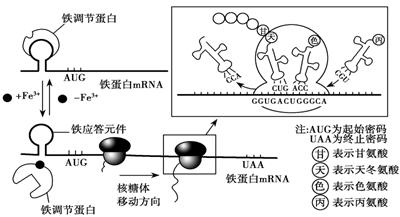 铁调节蛋白
AUG
铁蛋白mRNA
+Fe³⁺
−Fe³⁺
铁应答元件
AUG
UAA
铁蛋白mRNA
核糖体
移动方向
铁调节蛋白
甘
天
色
丙
CCA
CUG
ACC
CGU
GGUGACUGGGCA
注:AUG为起始密码
UAA为终止密码
甘 表示甘氨酸
天 表示天冬氨酸
色 表示色氨酸
丙 表示丙氨酸